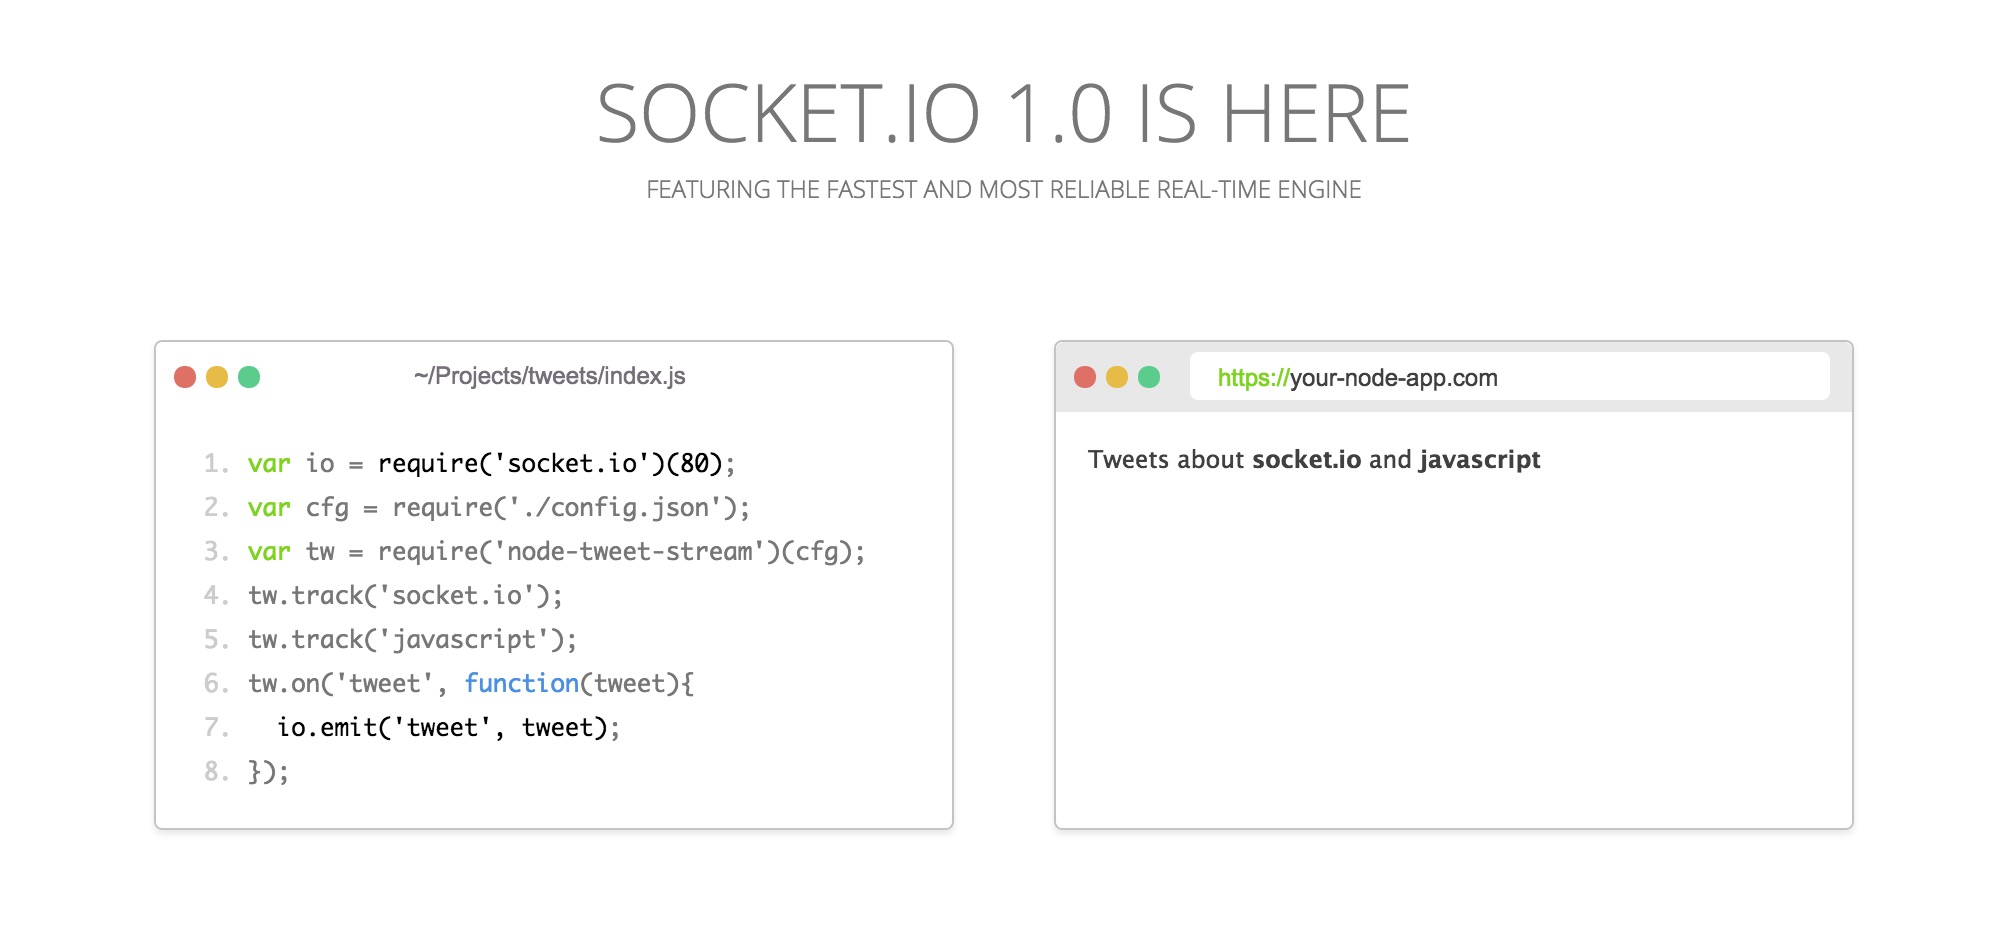 SOCKET.IO 1.0 IS HERE
FEATURING THE FASTEST AND MOST RELIABLE REAL-TIME ENGINE
~/Projects/tweets/index.js
1. var io = require('socket.io')(80);
2. var cfg = require('./config.json');
3. var tw = require('node-tweet-stream')(cfg);
4. tw.track('socket.io');
5. tw.track('javascript');
6. tw.on('tweet', function(tweet){
7.   io.emit('tweet', tweet);
8. });
https://your-node-app.com
Tweets about socket.io and javascript